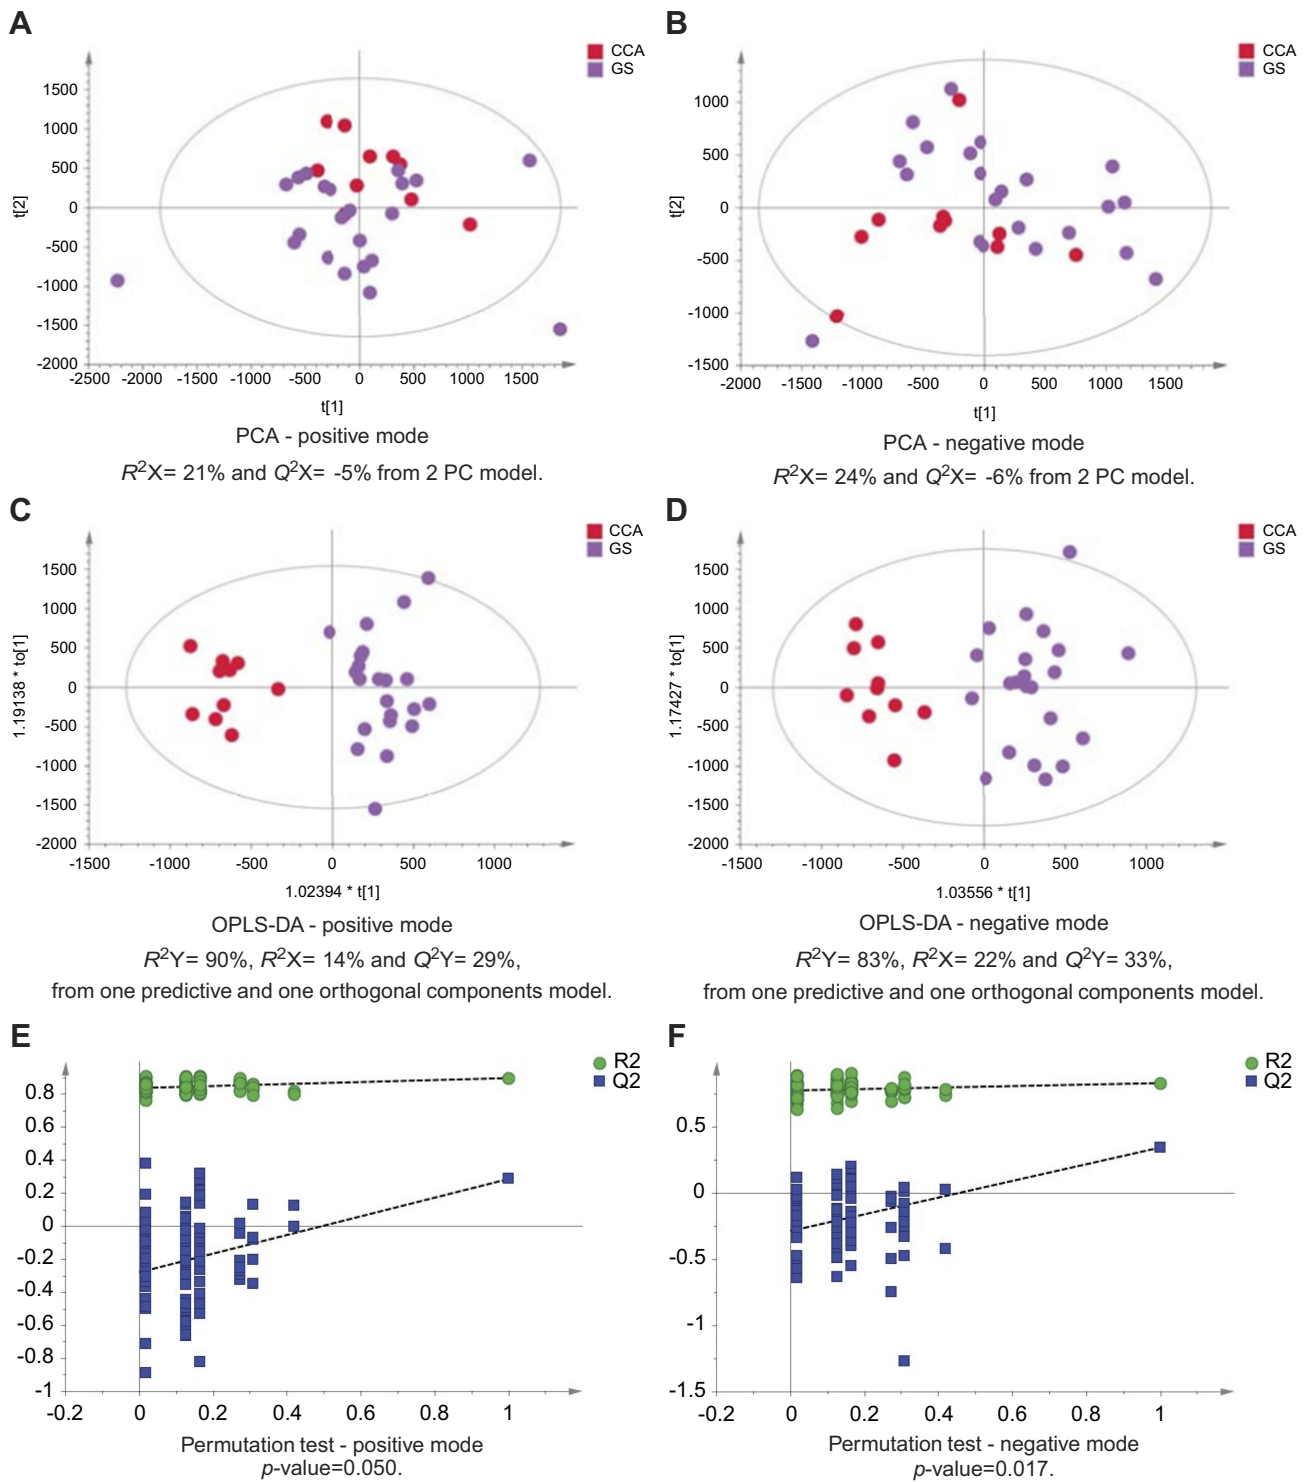 A
CCA
GS
1500
1000
500
0
-500
-1000
-1500
-2000
t[2]
-2500 -2000 -1500 -1000 -500 0 500 1000 1500
t[1]
PCA - positive mode
R²X= 21% and Q²X= -5% from 2 PC model.
B
CCA
GS
1000
500
0
-500
-1000
-1500
t[2]
-2000 -1500 -1000 -500 0 500 1000 1500
t[1]
PCA - negative mode
R²X= 24% and Q²X= -6% from 2 PC model.
C
CCA
GS
1500
1000
500
0
-500
-1000
-1500
-2000
1.19138 * to[1]
-1500 -1000 -500 0 500 1000
1.02394 * t[1]
OPLS-DA - positive mode
R²Y= 90%, R²X= 14% and Q²Y= 29%,
from one predictive and one orthogonal components model.
D
CCA
GS
1500
1000
500
0
-500
-1000
-1500
-2000
1.17427 * to[1]
-1500 -1000 -500 0 500 1000
1.03556 * t[1]
OPLS-DA - negative mode
R²Y= 83%, R²X= 22% and Q²Y= 33%,
from one predictive and one orthogonal components model.
E
R2
Q2
0.8
0.6
0.4
0.2
0
-0.2
-0.4
-0.6
-0.8
-1
-0.2 0 0.2 0.4 0.6 0.8 1
Permutation test - positive mode
p-value=0.050.
F
R2
Q2
0.5
0
-0.5
-1
-1.5
-0.2 0 0.2 0.4 0.6 0.8 1
Permutation test - negative mode
p-value=0.017.